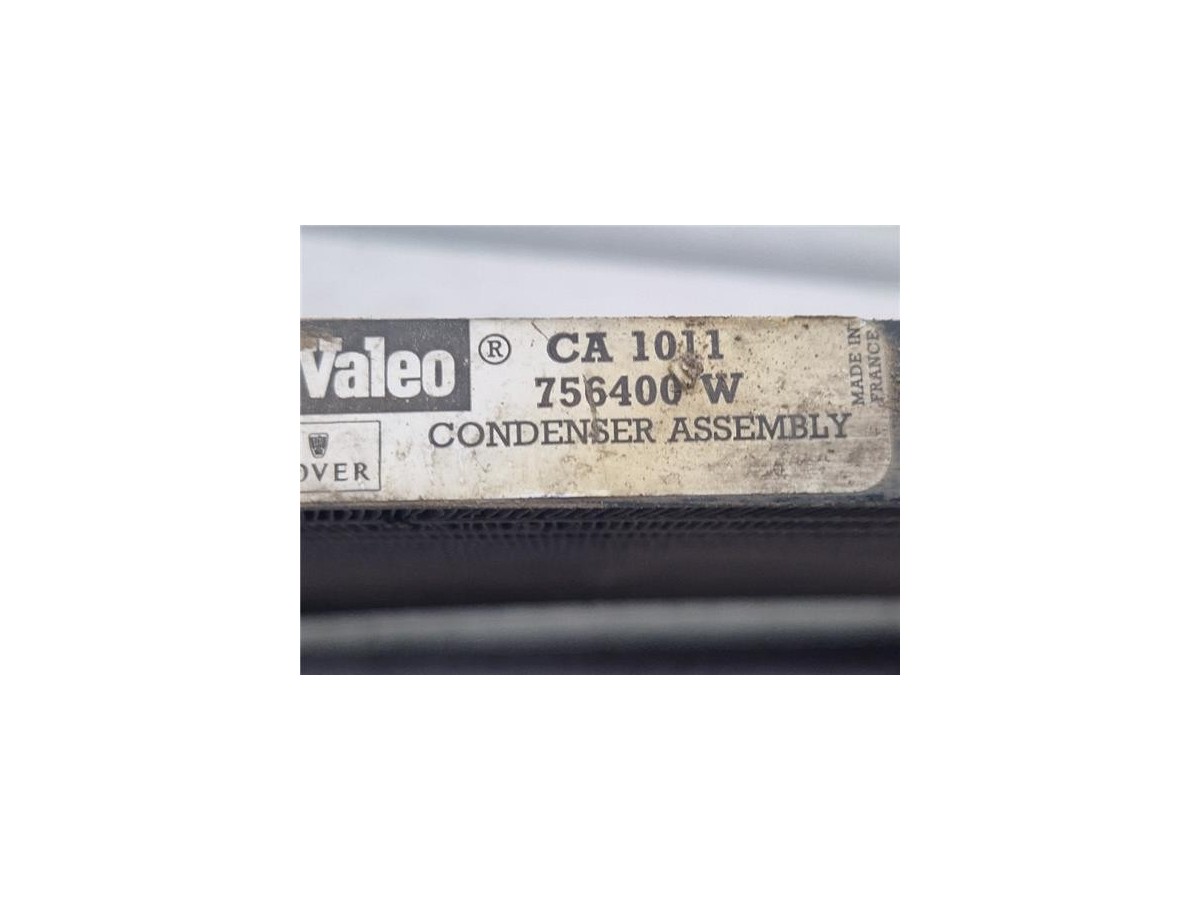 Valeo ® CA 1011
756400 W
CONDENSER ASSEMBLY
OVER
MADE IN
FRANCE